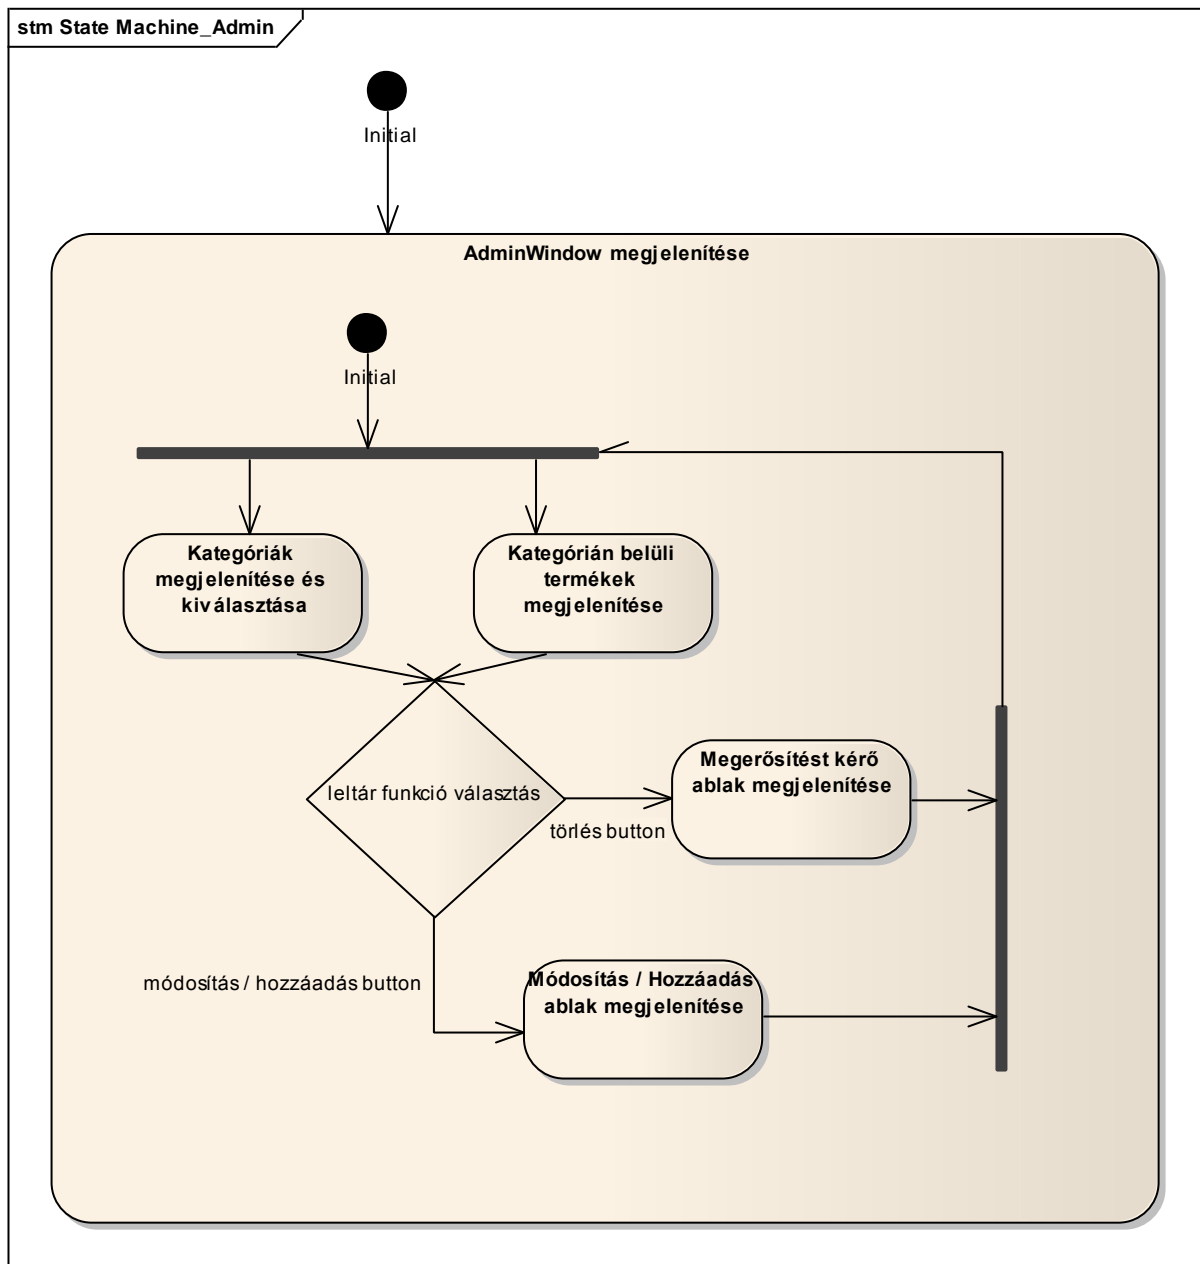 stm State Machine_Admin
Initial
AdminWindow megjelenítése
Initial
Kategóriák
megjelenítése és
kiválasztása
Kategórián belüli
termékek
megjelenítése
leltár funkció választás
Megerősítést kérő
ablak megjelenítése
törlés button
módosítás / hozzáadás button
Módosítás / Hozzáadás
ablak megjelenítése